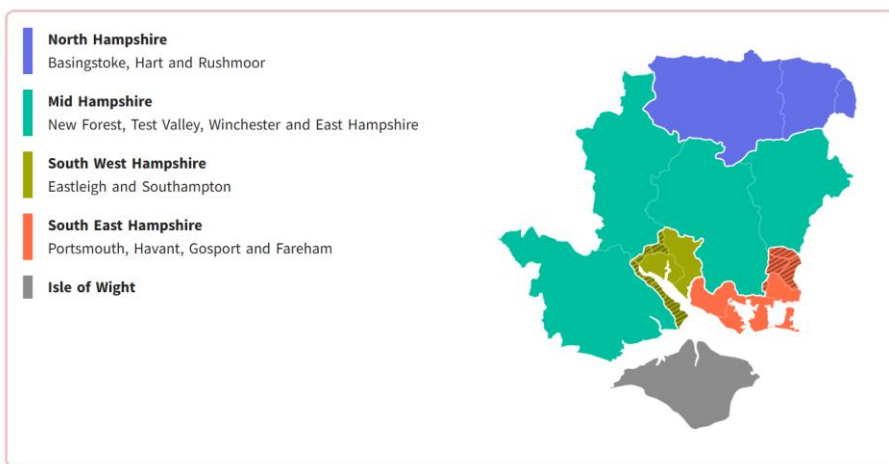 North Hampshire
Basingstoke, Hart and Rushmoor
Mid Hampshire
New Forest, Test Valley, Winchester and East Hampshire
South West Hampshire
Eastleigh and Southampton
South East Hampshire
Portsmouth, Havant, Gosport and Fareham
Isle of Wight